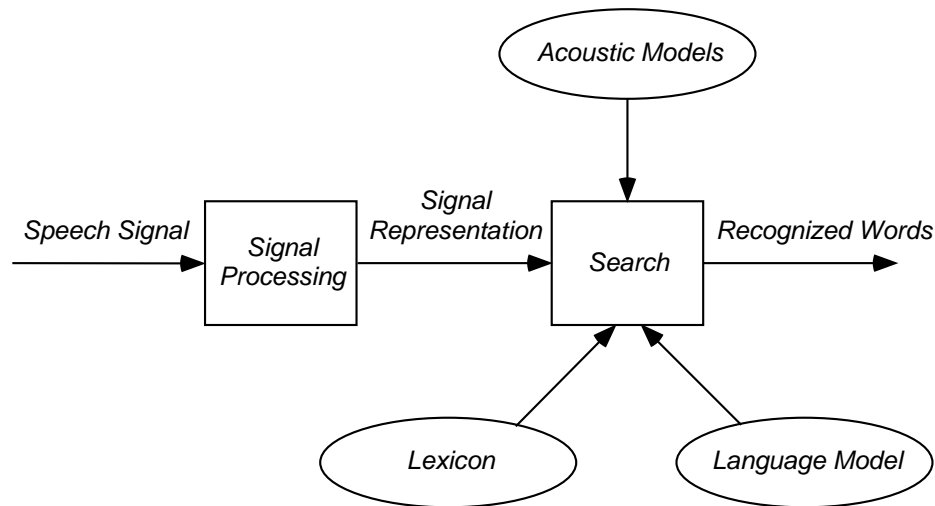 Acoustic Models
Speech Signal
Signal
Processing
Signal
Representation
Search
Recognized Words
Lexicon
Language Model